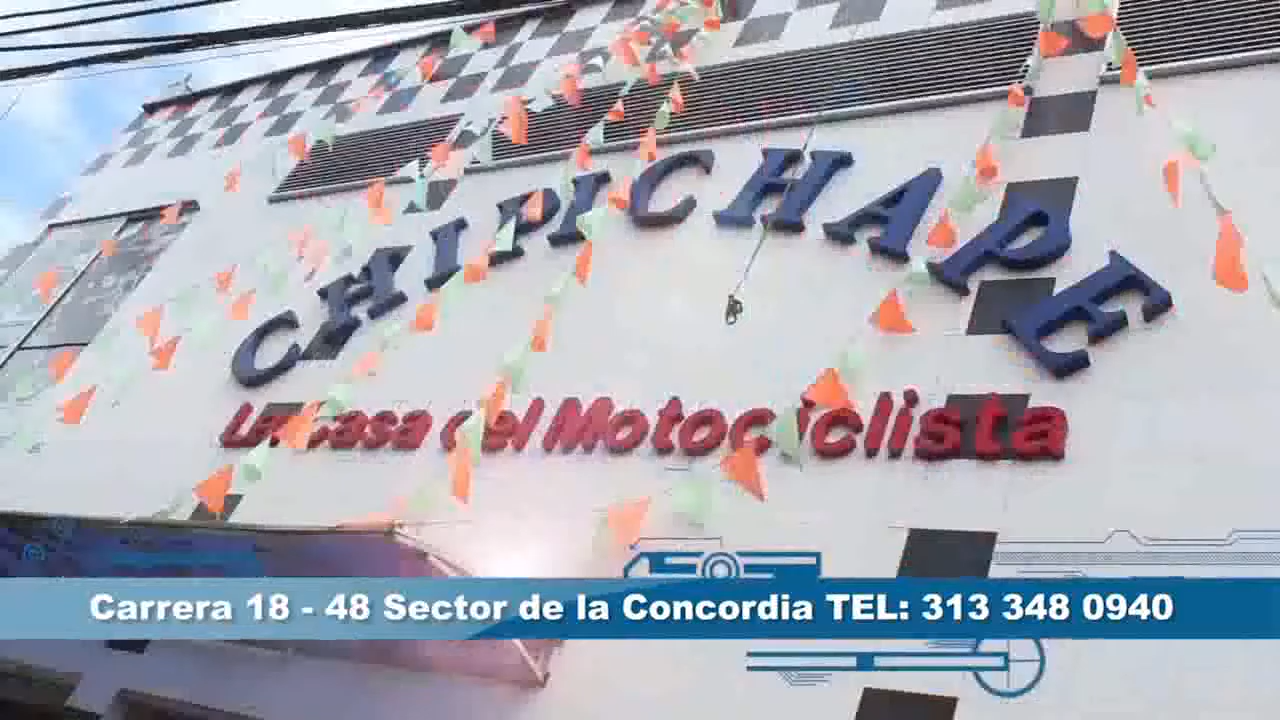 CHIPICHAPE
La Casa del Motociclista
Carrera 18 - 48 Sector de la Concordia TEL: 313 348 0940